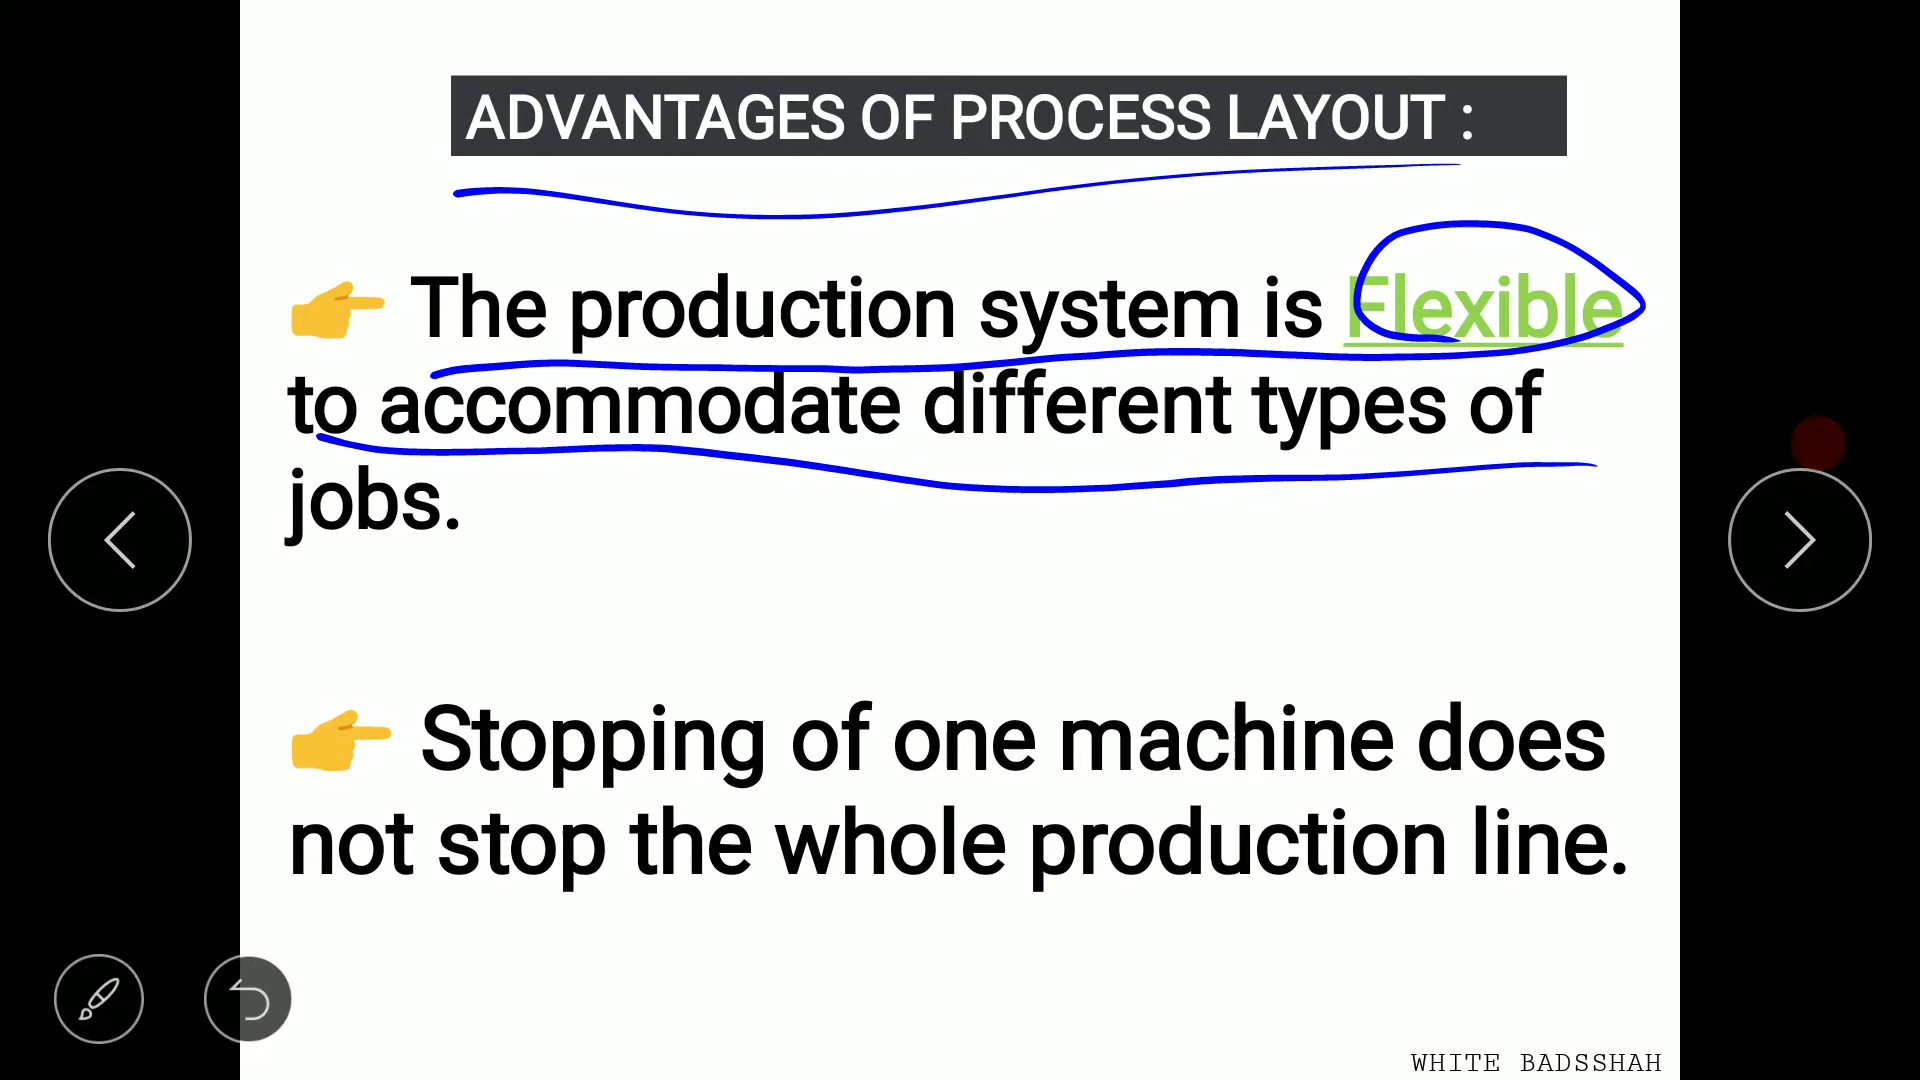 ADVANTAGES OF PROCESS LAYOUT :
👉 The production system is Flexible
to accommodate different types of
jobs.
👉 Stopping of one machine does
not stop the whole production line.
WHITE BADSSHAH